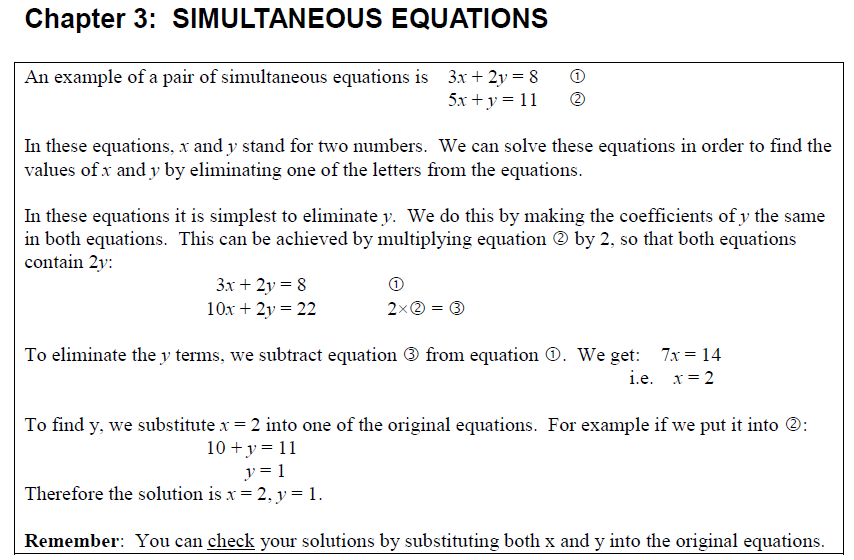 Chapter 3: SIMULTANEOUS EQUATIONS
An example of a pair of simultaneous equations is 3x + 2y = 8 ①
5x + y = 11 ②
In these equations, x and y stand for two numbers. We can solve these equations in order to find the
values of x and y by eliminating one of the letters from the equations.
In these equations it is simplest to eliminate y. We do this by making the coefficients of y the same
in both equations. This can be achieved by multiplying equation ② by 2, so that both equations
contain 2y:
3x + 2y = 8 ①
10x + 2y = 22 2×② = ③
To eliminate the y terms, we subtract equation ③ from equation ①. We get: 7x = 14
i.e. x = 2
To find y, we substitute x = 2 into one of the original equations. For example if we put it into ②:
10 + y = 11
y = 1
Therefore the solution is x = 2, y = 1.
Remember: You can check your solutions by substituting both x and y into the original equations.